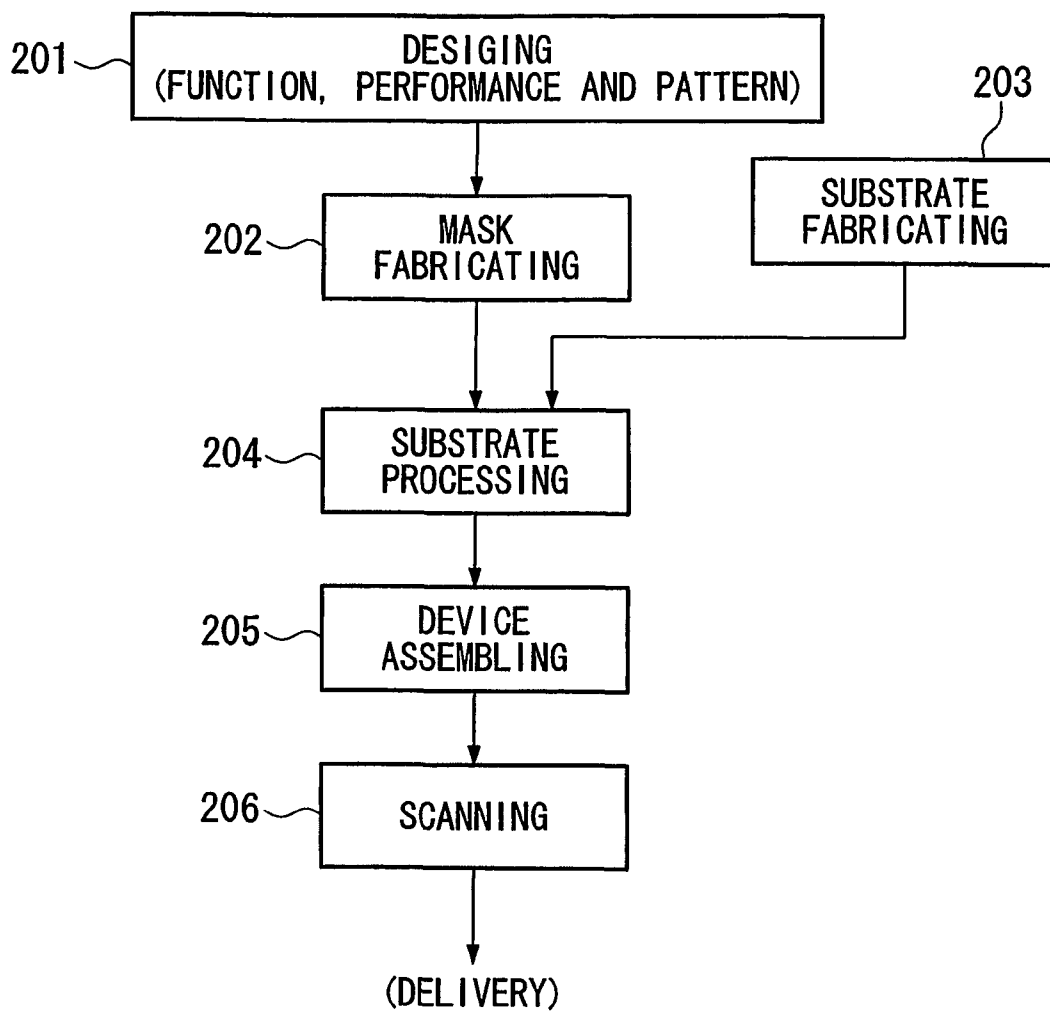 201
DESIGING
(FUNCTION, PERFORMANCE AND PATTERN)
203
SUBSTRATE
FABRICATING
202
MASK
FABRICATING
204
SUBSTRATE
PROCESSING
205
DEVICE
ASSEMBLING
206
SCANNING
(DELIVERY)